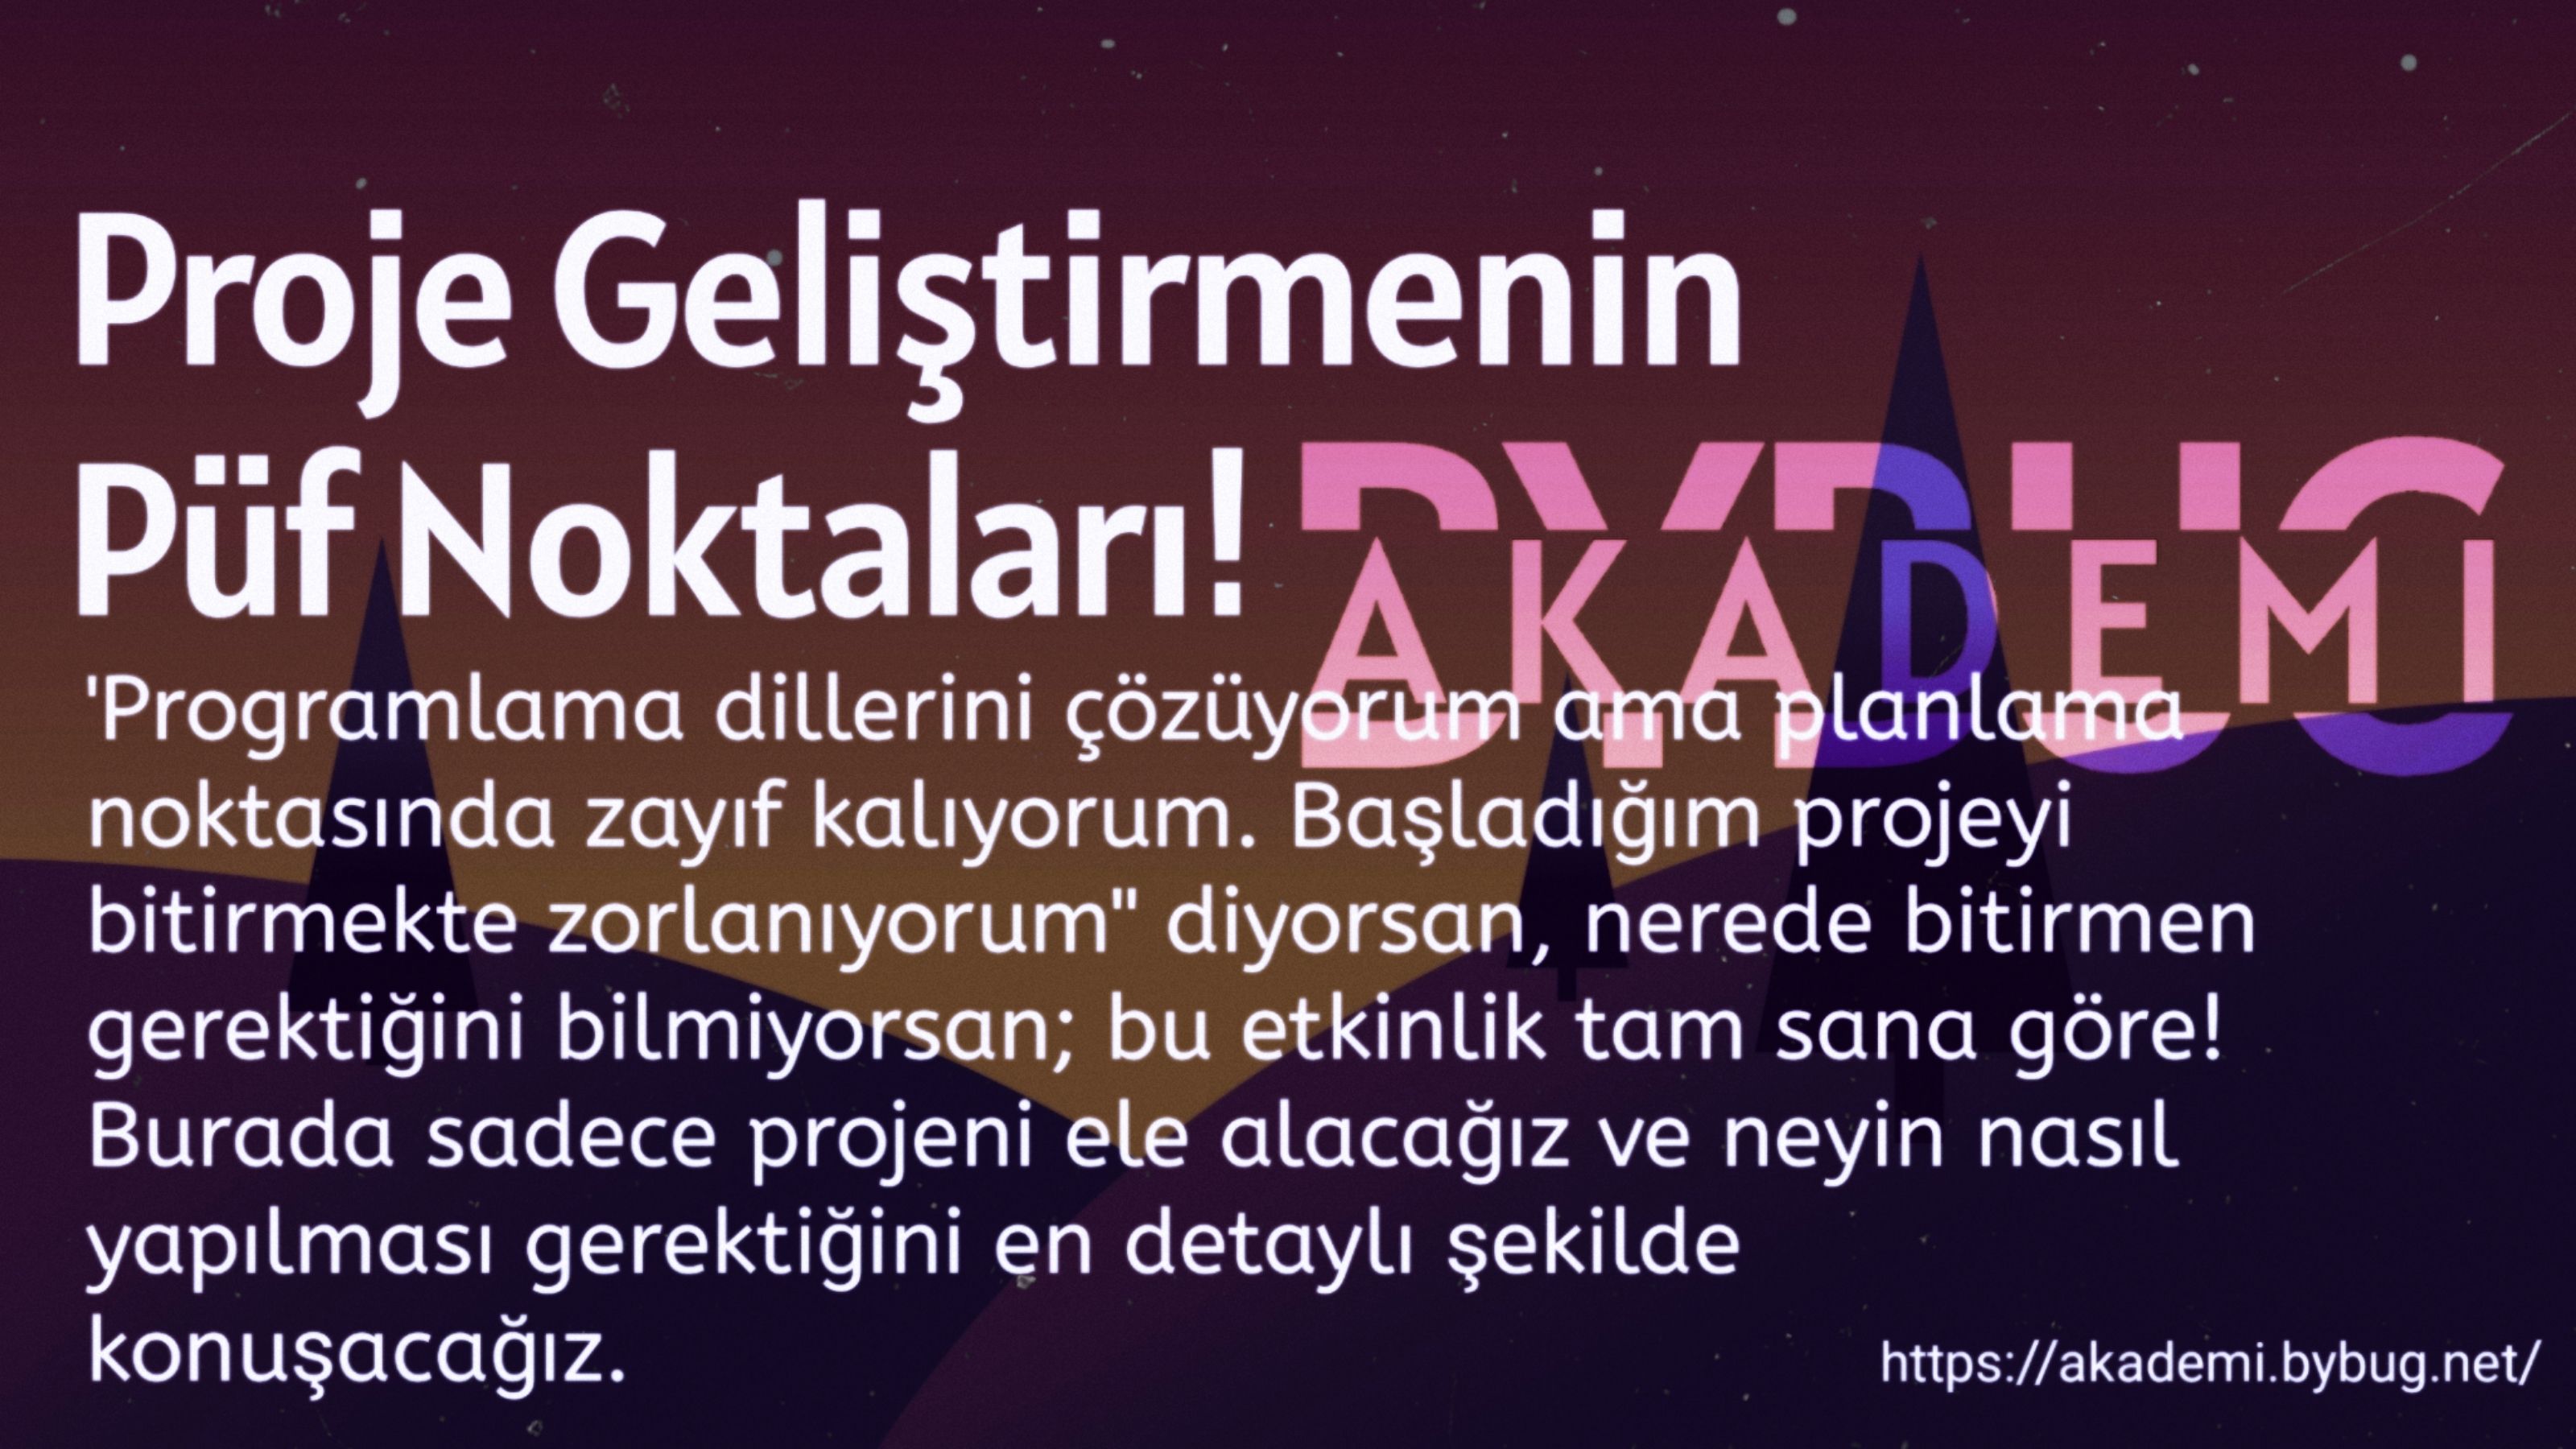 Proje Geliştirmenin
Püf Noktaları!
BYBUG
AKADEMI
'Programlama dillerini çözüyorum ama planlama
noktasında zayıf kalıyorum. Başladığım projeyi
bitirmekte zorlanıyorum" diyorsan, nerede bitirmen
gerektiğini bilmiyorsan; bu etkinlik tam sana göre!
Burada sadece projeni ele alacağız ve neyin nasıl
yapılması gerektiğini en detaylı şekilde
konuşacağız.
https://akademi.bybug.net/